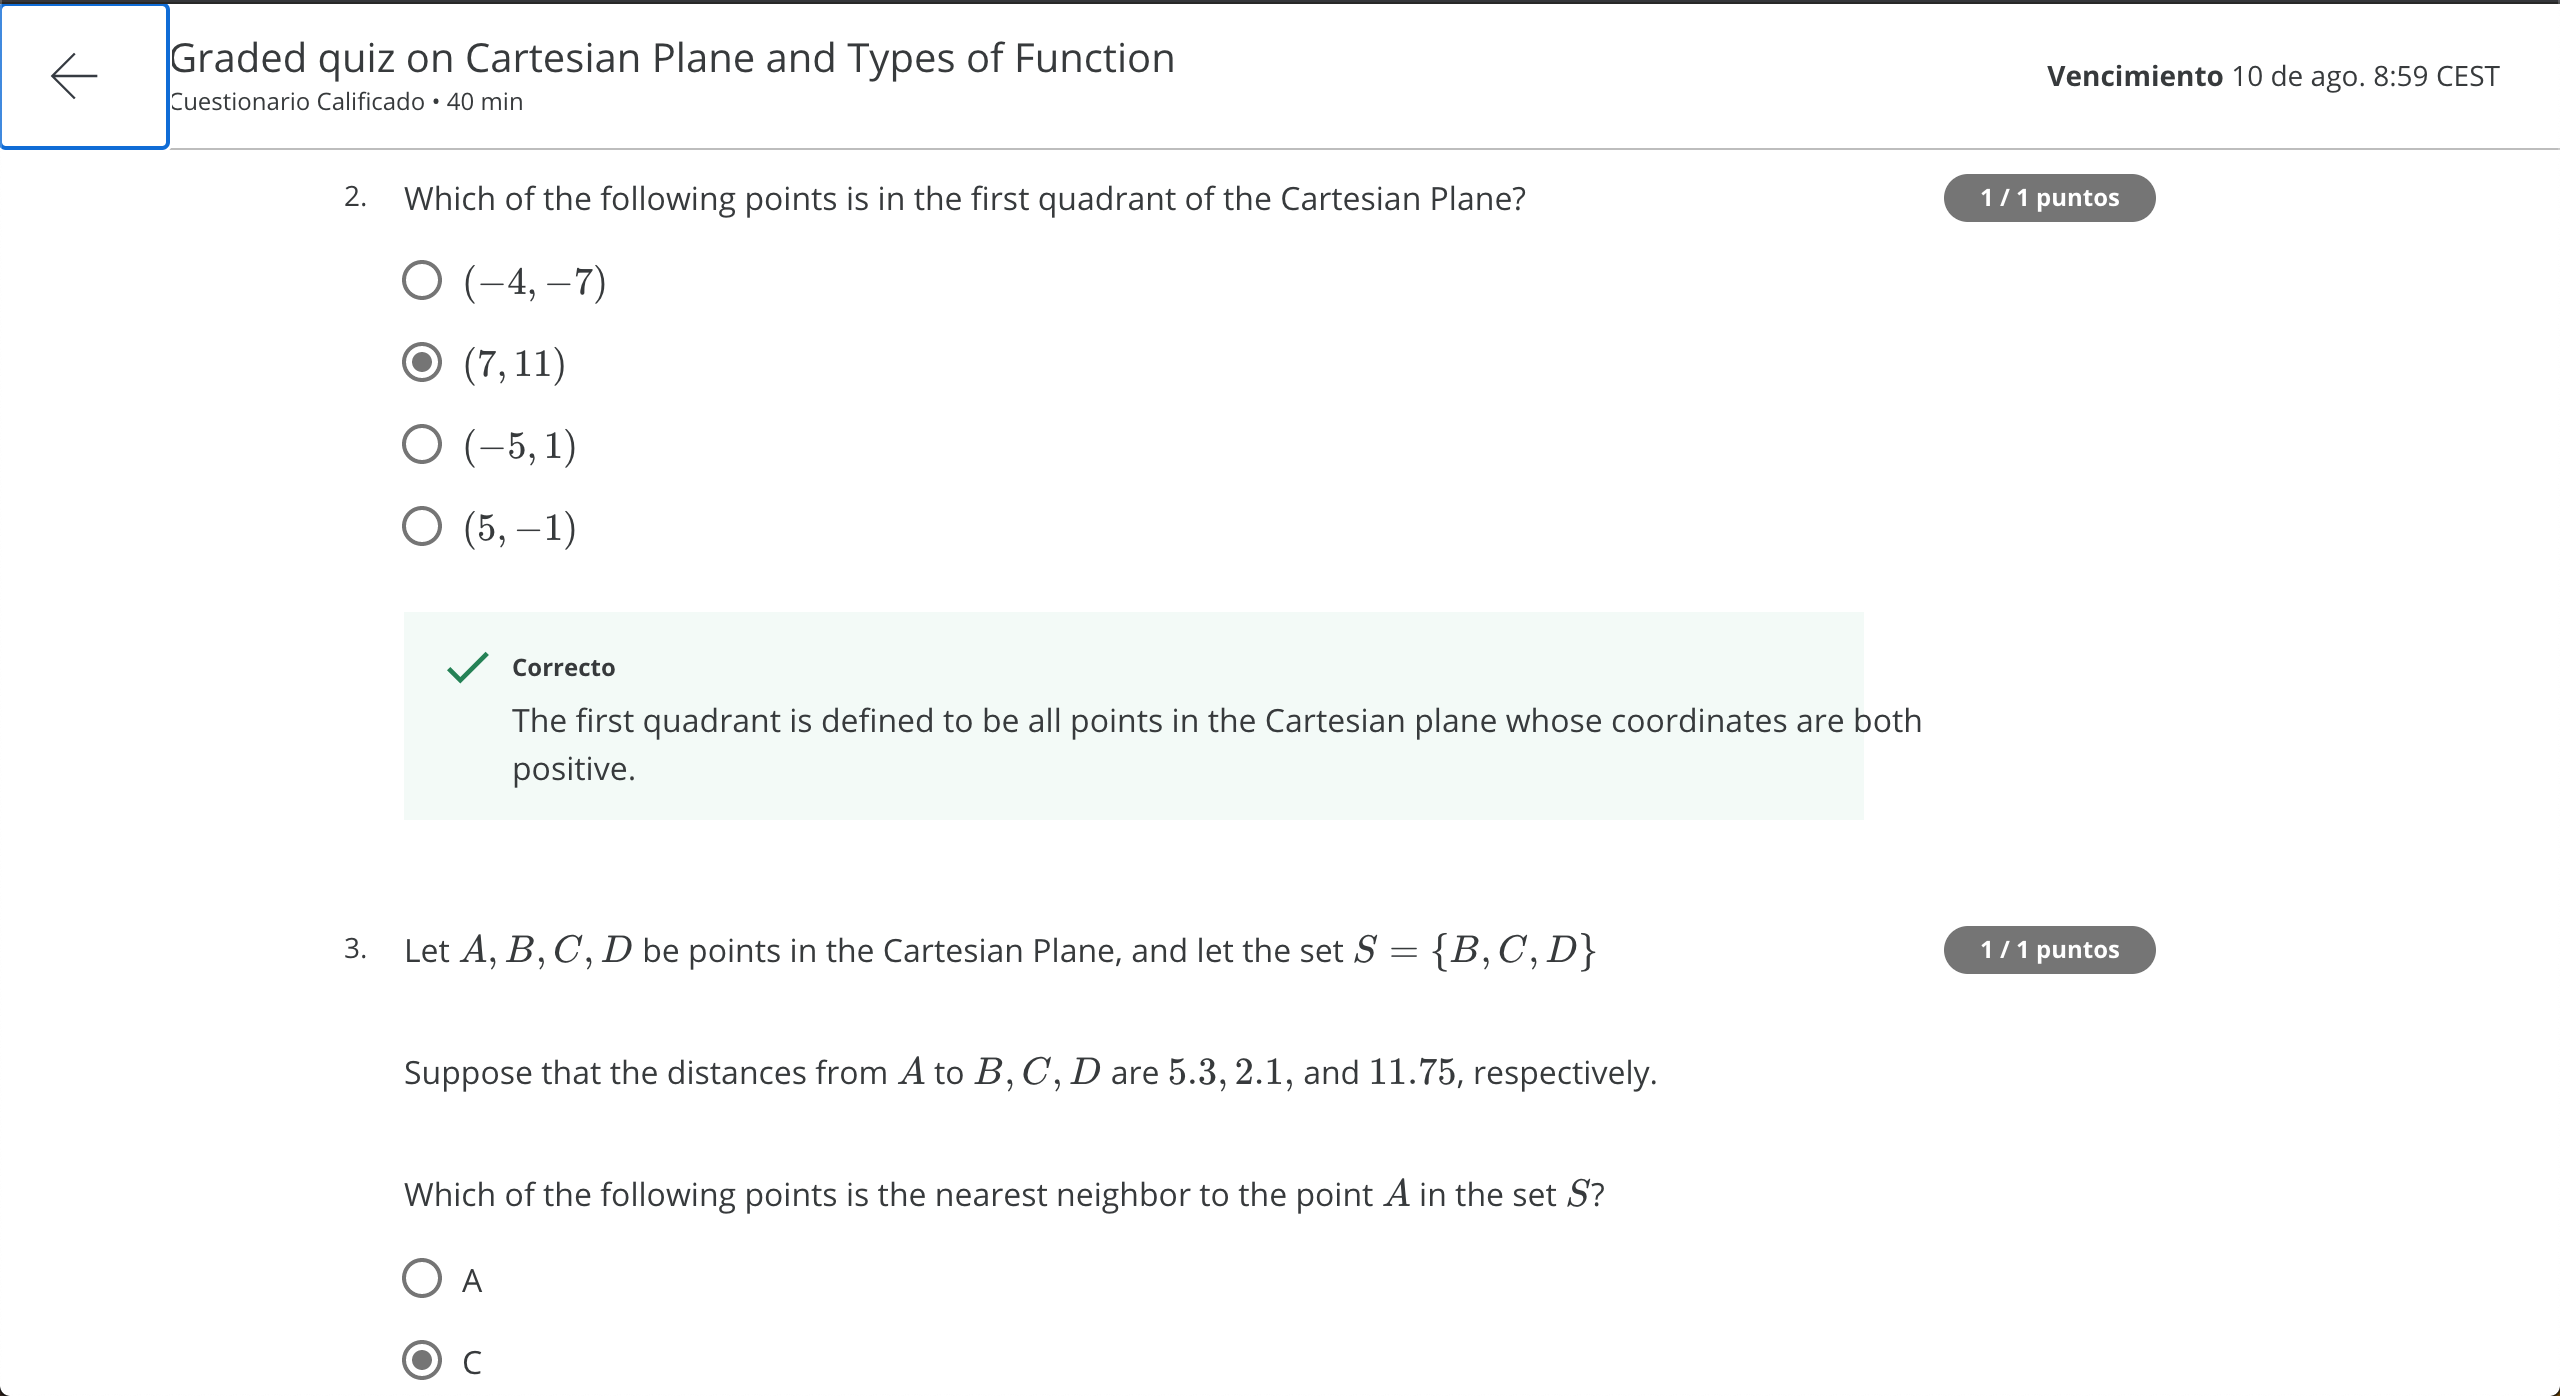 Graded quiz on Cartesian Plane and Types of Function
Cuestionario Calificado • 40 min
Vencimiento 10 de ago. 8:59 CEST
2. Which of the following points is in the first quadrant of the Cartesian Plane?
1 / 1 puntos
(−4, −7)
(7, 11)
(−5, 1)
(5, −1)
Correcto
The first quadrant is defined to be all points in the Cartesian plane whose coordinates are both
positive.
3. Let A, B, C, D be points in the Cartesian Plane, and let the set S = {B, C, D}
1 / 1 puntos
Suppose that the distances from A to B, C, D are 5.3, 2.1, and 11.75, respectively.
Which of the following points is the nearest neighbor to the point A in the set S?
A
C